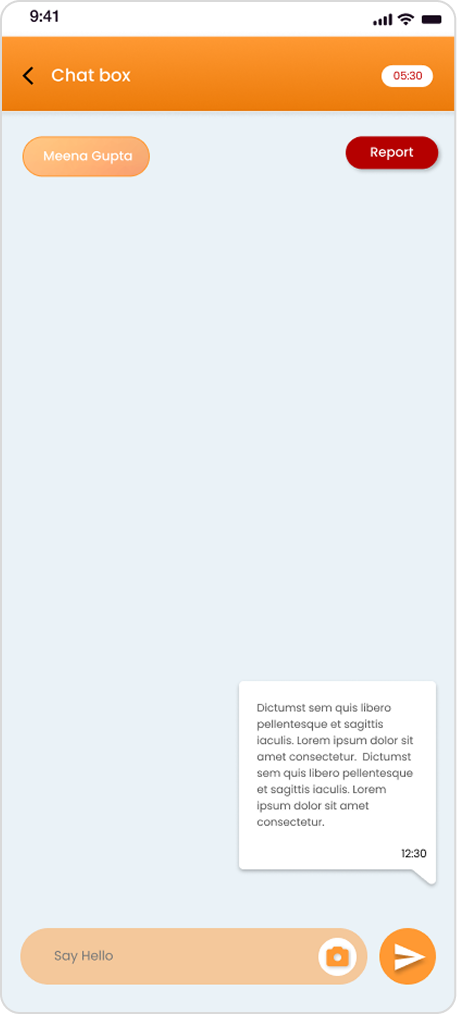 9:41
Chat box
05:30
Meena Gupta
Report
Dictumst sem quis libero
pellentesque et sagittis
iaculis. Lorem ipsum dolor sit
amet consectetur.  Dictumst
sem quis libero pellentesque
et sagittis iaculis. Lorem
ipsum dolor sit amet
consectetur.
12:30
Say Hello